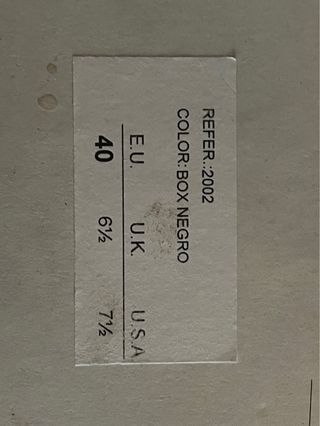 REFER.:2002
COLOR:BOX NEGRO
E.U. U.K. U.S.A
40 6½ 7½